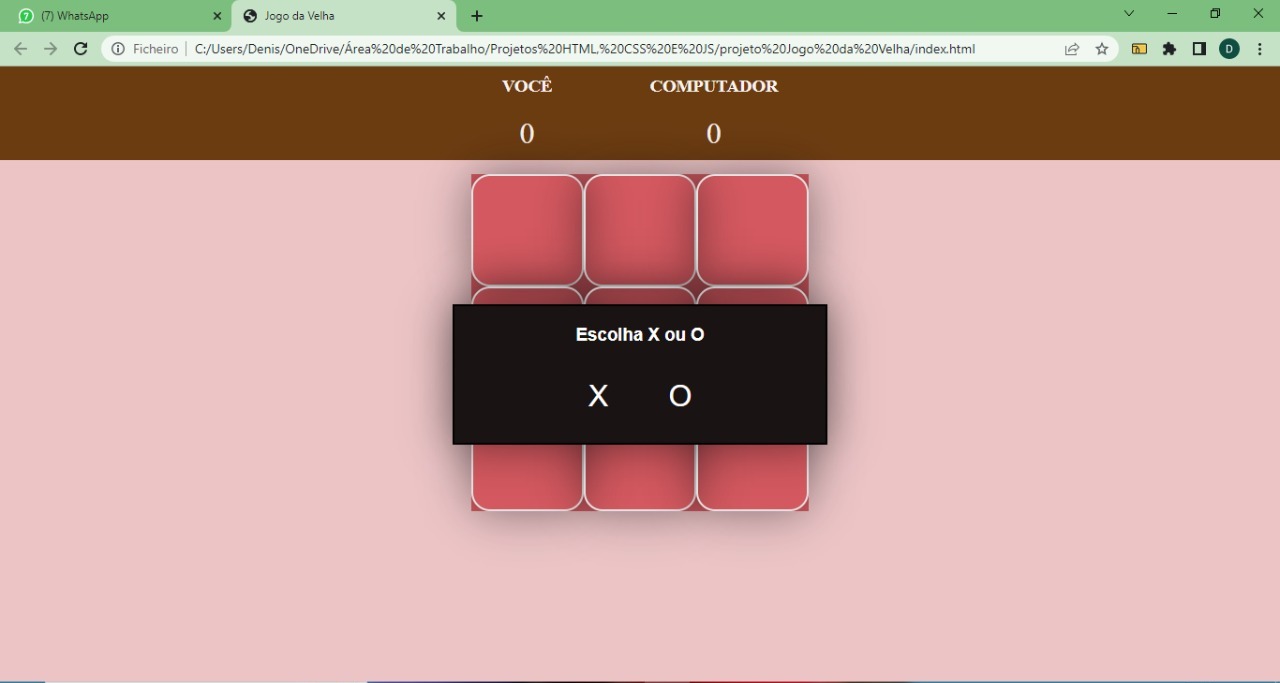 (7) WhatsApp
Jogo da Velha
Ficheiro
C:/Users/Denis/OneDrive/Área%20de%20Trabalho/Projetos%20HTML,%20CSS%20E%20JS/projeto%20Jogo%20da%20Velha/index.html
D
VOCÊ COMPUTADOR
0 0
Escolha X ou O
X O